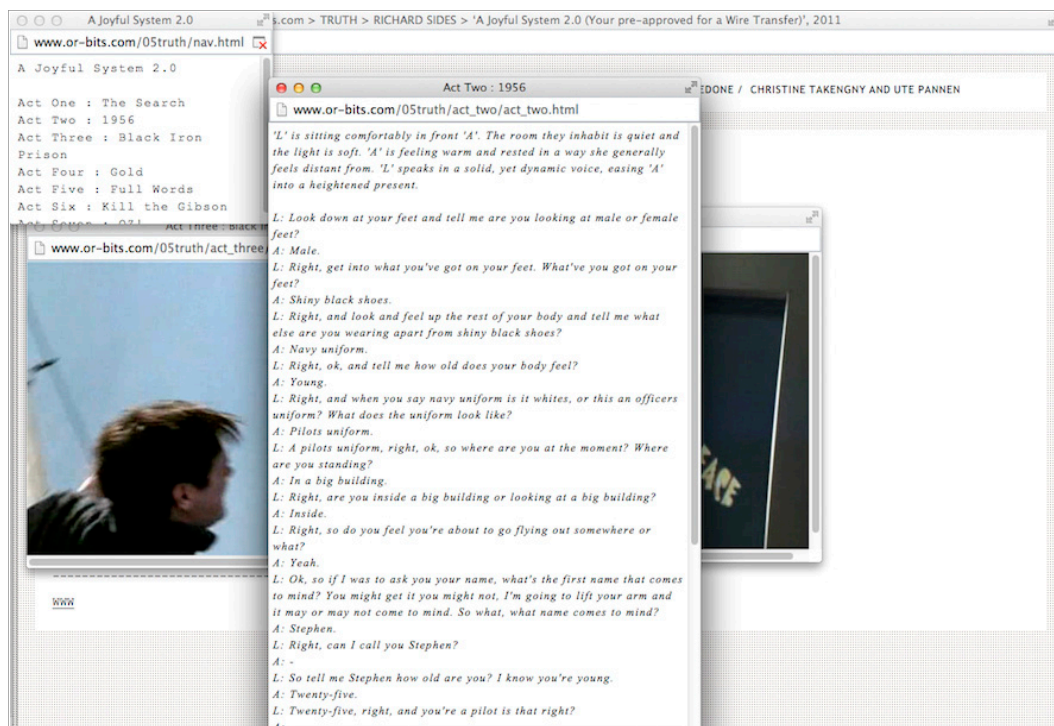 A Joyful System 2.0
s.com > TRUTH > RICHARD SIDES > 'A Joyful System 2.0 (Your pre-approved for a Wire Transfer)', 2011
www.or-bits.com/05truth/nav.html
A Joyful System 2.0
Act One : The Search
Act Two : 1956
Act Three : Black Iron
Prison
Act Four : Gold
Act Five : Full Words
Act Six : Kill the Gibson
EDONE / CHRISTINE TAKENGNY AND UTE PANNEN
Act Three : Black I
www.or-bits.com/05truth/act_three/
Act Two : 1956
www.or-bits.com/05truth/act_two/act_two.html
'L' is sitting comfortably in front 'A'. The room they inhabit is quiet and
the light is soft. 'A' is feeling warm and rested in a way she generally
feels distant from. 'L' speaks in a solid, yet dynamic voice, easing 'A'
into a heightened present.
L: Look down at your feet and tell me are you looking at male or female
feet?
A: Male.
L: Right, get into what you've got on your feet. What've you got on your
feet?
A: Shiny black shoes.
L: Right, and look and feel up the rest of your body and tell me what
else are you wearing apart from shiny black shoes?
A: Navy uniform.
L: Right, ok, and tell me how old does your body feel?
A: Young.
L: Right, and when you say navy uniform is it whites, or this an officers
uniform? What does the uniform look like?
A: Pilots uniform.
L: A pilots uniform, right, ok, so where are you at the moment? Where
are you standing?
A: In a big building.
L: Right, are you inside a big building or looking at a big building?
A: Inside.
L: Right, so do you feel you're about to go flying out somewhere or
what?
A: Yeah.
L: Ok, so if I was to ask you your name, what's the first name that comes
to mind? You might get it you might not, I'm going to lift your arm and
it may or may not come to mind. So what, what name comes to mind?
A: Stephen.
L: Right, can I call you Stephen?
A: -
L: So tell me Stephen how old are you? I know you're young.
A: Twenty-five.
L: Twenty-five, right, and you're a pilot is that right?
www